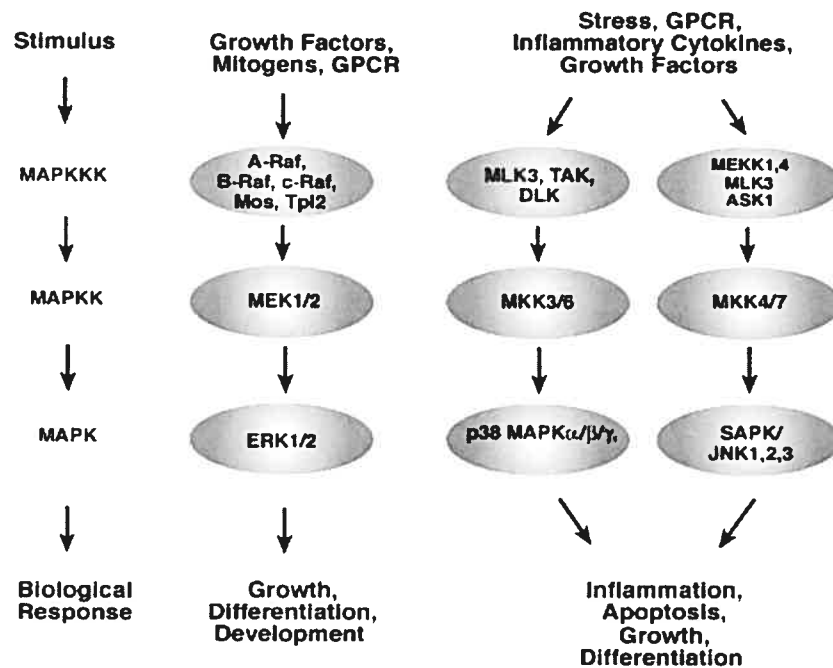 Stimulus
Growth Factors,
Mitogens, GPCR
Stress, GPCR,
Inflammatory Cytokines,
Growth Factors
MAPKKK
A-Raf,
B-Raf, c-Raf,
Mos, Tpl2
MLK3, TAK,
DLK
MEKK1,4
MLK3
ASK1
MAPKK
MEK1/2
MKK3/6
MKK4/7
MAPK
ERK1/2
p38 MAPKα/β/γ,
SAPK/
JNK1,2,3
Biological
Response
Growth,
Differentiation,
Development
Inflammation,
Apoptosis,
Growth,
Differentiation